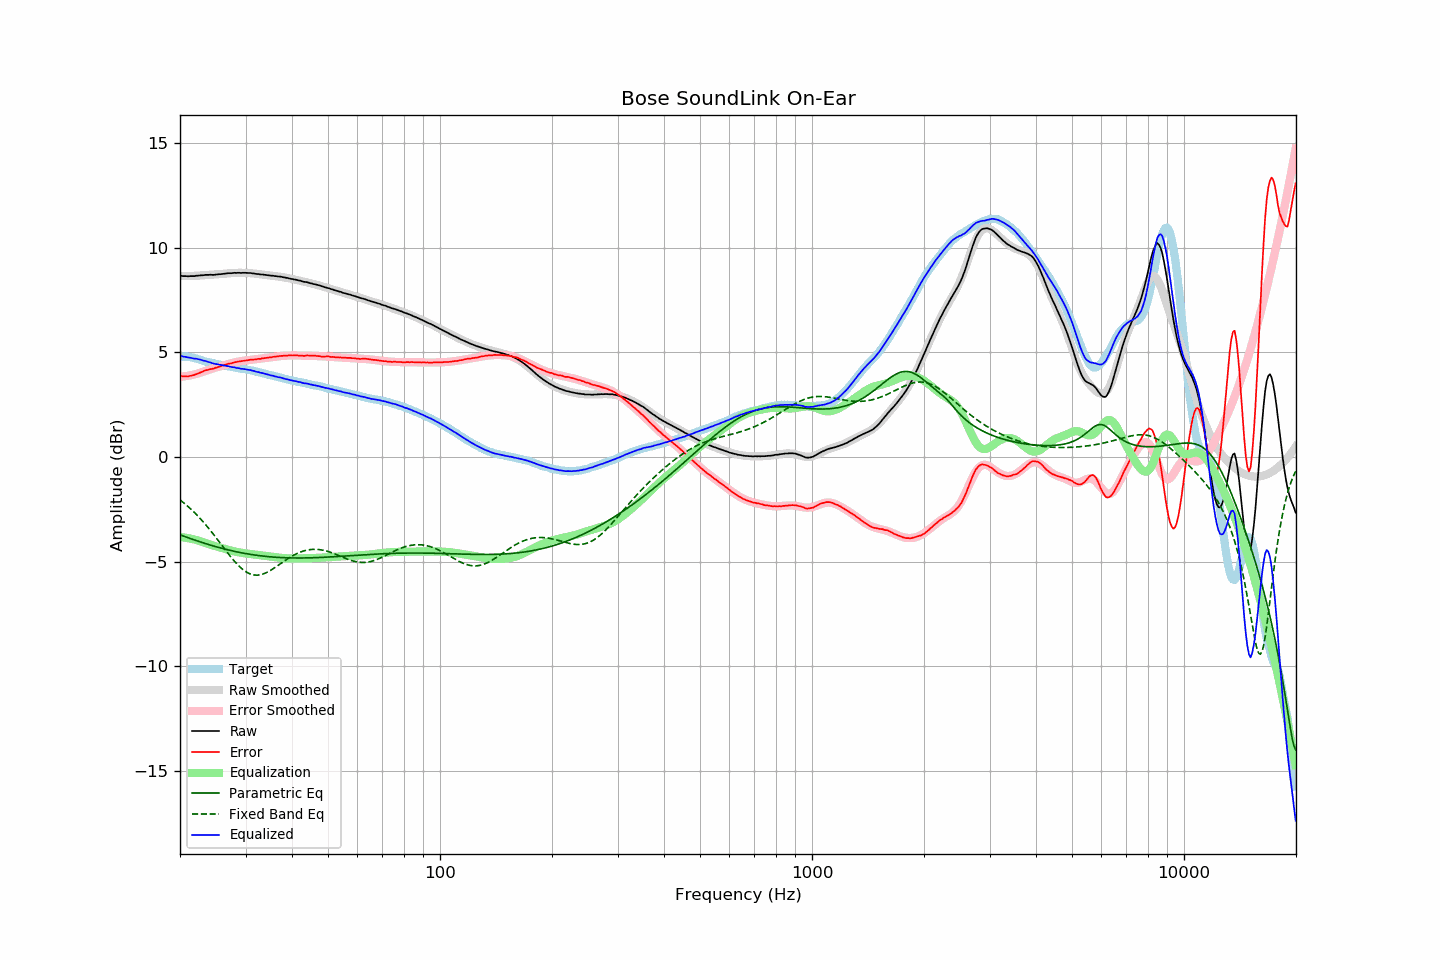 Bose SoundLink On-Ear
15
10
5
0
−5
−10
−15
Amplitude (dBr)
Target
Raw Smoothed
Error Smoothed
Raw
Error
Equalization
Parametric Eq
Fixed Band Eq
Equalized
100
1000
10000
Frequency (Hz)